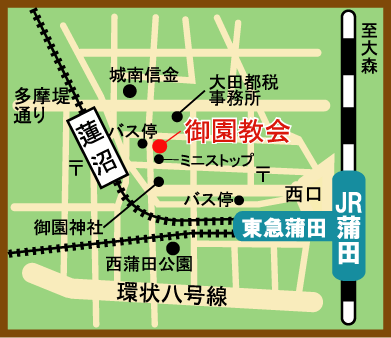 至大森
城南信金
大田都税
事務所
多摩堤
通り
蓮沼
バス停
御園教会
ミニストップ
〒
〒
バス停
西口
JR蒲田
御園神社
東急蒲田
西蒲田公園
環状八号線